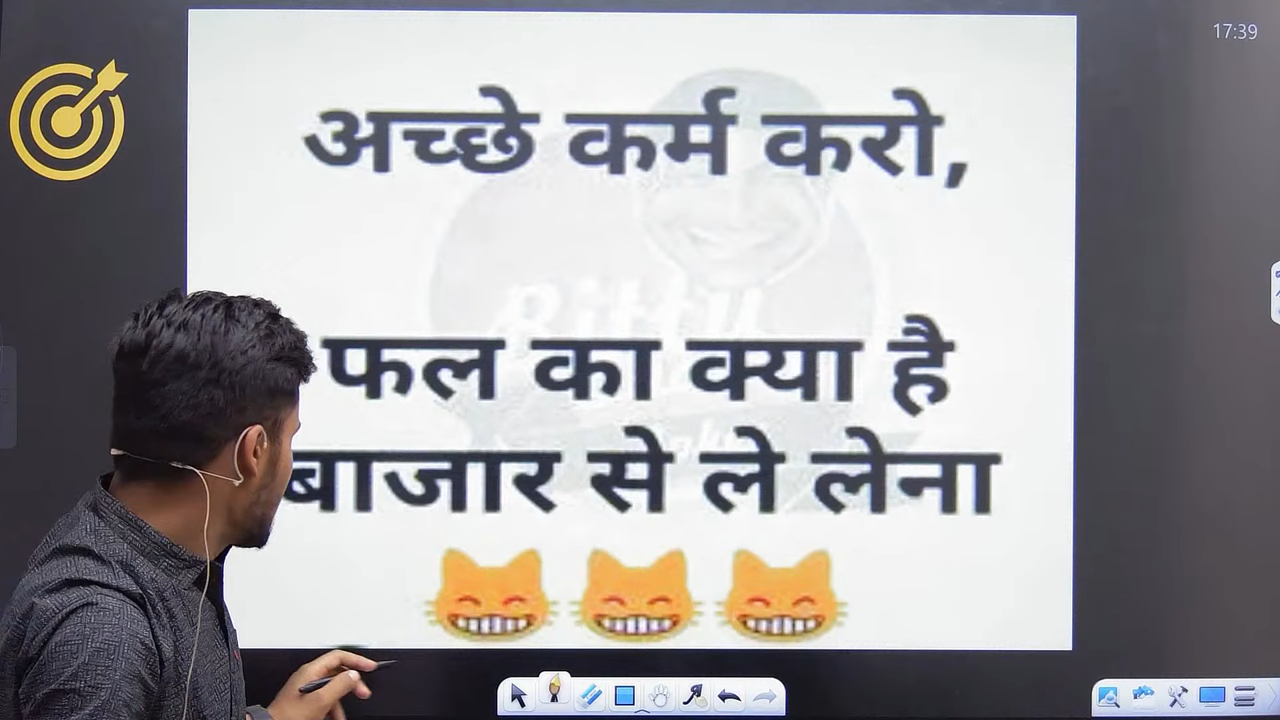 17:39
अच्छे कर्म करो,
फल का क्या है
बाजार से ले लेना